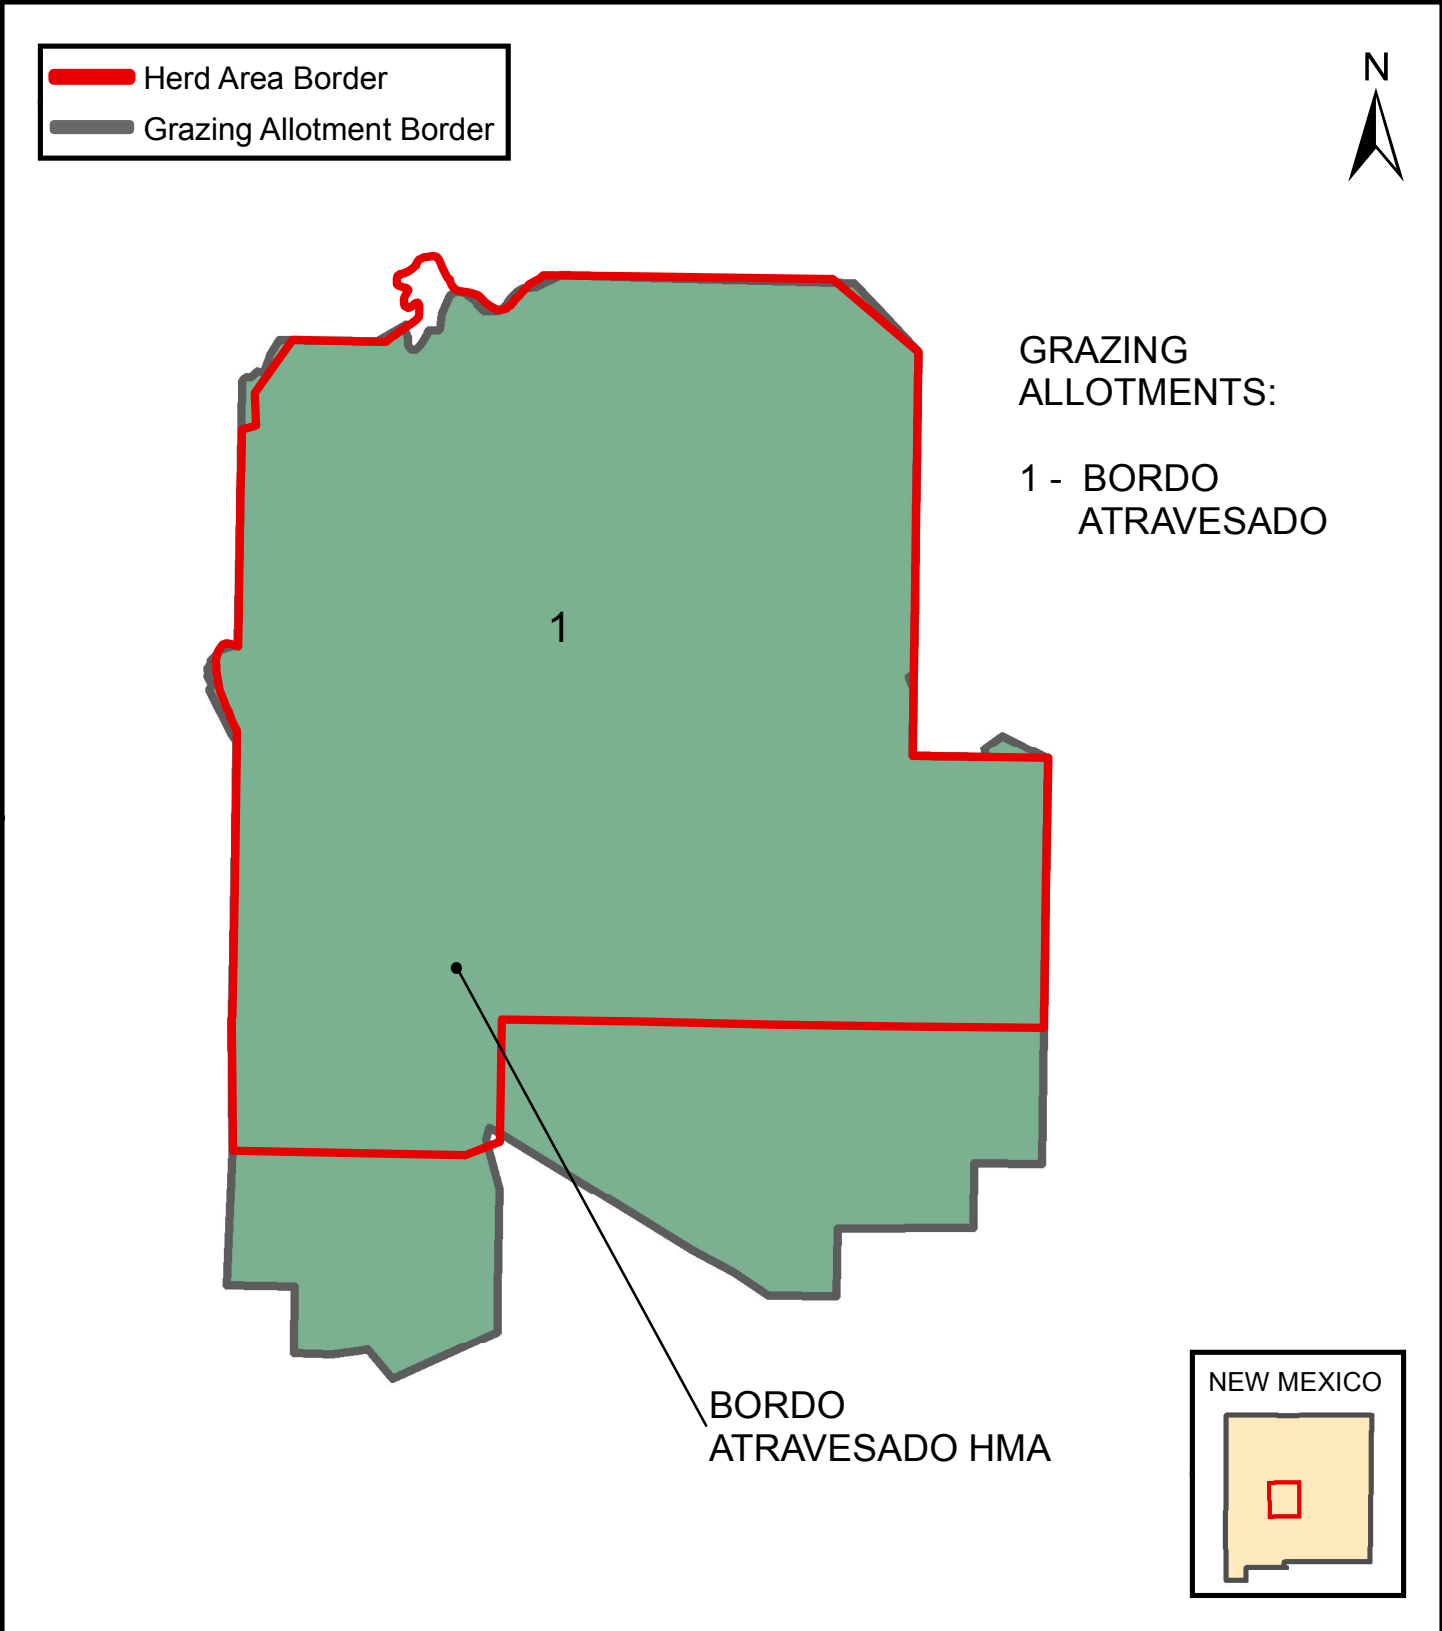 Herd Area Border
Grazing Allotment Border
N
GRAZING
ALLOTMENTS:
1 - BORDO
ATRAVESADO
1
BORDO
ATRAVESADO HMA
NEW MEXICO